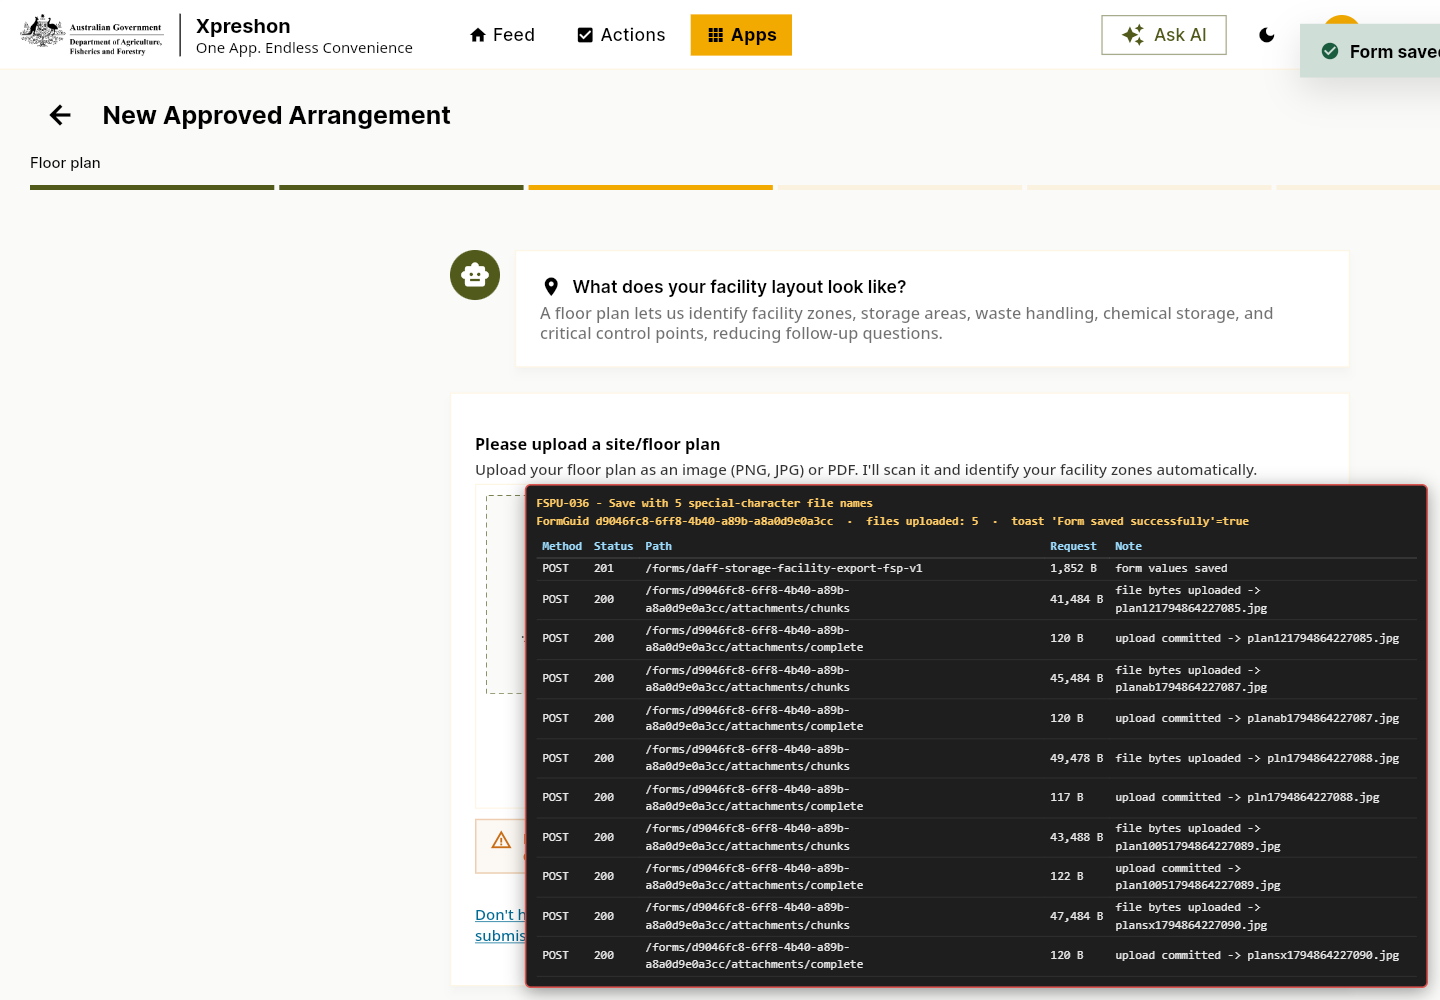 Australian Government
Department of Agriculture,
Fisheries and Forestry
Xpreshon
One App. Endless Convenience
Feed
Actions
Apps
Ask AI
Form saved
New Approved Arrangement
Floor plan
What does your facility layout look like?
A floor plan lets us identify facility zones, storage areas, waste handling, chemical storage, and
critical control points, reducing follow-up questions.
Please upload a site/floor plan
Upload your floor plan as an image (PNG, JPG) or PDF. I'll scan it and identify your facility zones automatically.
Don't h
submis
FSPU-036 - Save with 5 special-character file names
FormGuid d9046fc8-6ff8-4b40-a89b-a8a0d9e0a3cc · files uploaded: 5 · toast 'Form saved successfully'=true
Method Status Path Request Note
POST 201 /forms/daff-storage-facility-export-fsp-v1 1,852 B form values saved
POST 200 /forms/d9046fc8-6ff8-4b40-a89b-
a8a0d9e0a3cc/attachments/chunks 41,484 B file bytes uploaded ->
plan121794864227085.jpg
POST 200 /forms/d9046fc8-6ff8-4b40-a89b-
a8a0d9e0a3cc/attachments/complete 120 B upload committed -> plan121794864227085.jpg
POST 200 /forms/d9046fc8-6ff8-4b40-a89b-
a8a0d9e0a3cc/attachments/chunks 45,484 B file bytes uploaded ->
planab1794864227087.jpg
POST 200 /forms/d9046fc8-6ff8-4b40-a89b-
a8a0d9e0a3cc/attachments/complete 120 B upload committed -> planab1794864227087.jpg
POST 200 /forms/d9046fc8-6ff8-4b40-a89b-
a8a0d9e0a3cc/attachments/chunks 49,478 B file bytes uploaded -> pln1794864227088.jpg
POST 200 /forms/d9046fc8-6ff8-4b40-a89b-
a8a0d9e0a3cc/attachments/complete 117 B upload committed -> pln1794864227088.jpg
POST 200 /forms/d9046fc8-6ff8-4b40-a89b-
a8a0d9e0a3cc/attachments/chunks 43,488 B file bytes uploaded ->
plan10051794864227089.jpg
POST 200 /forms/d9046fc8-6ff8-4b40-a89b-
a8a0d9e0a3cc/attachments/complete 122 B upload committed ->
plan10051794864227089.jpg
POST 200 /forms/d9046fc8-6ff8-4b40-a89b-
a8a0d9e0a3cc/attachments/chunks 47,484 B file bytes uploaded ->
plansx1794864227090.jpg
POST 200 /forms/d9046fc8-6ff8-4b40-a89b-
a8a0d9e0a3cc/attachments/complete 120 B upload committed -> plansx1794864227090.jpg